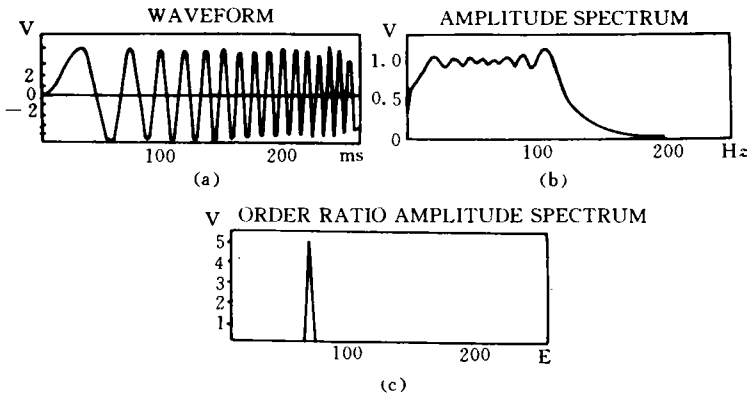 WAVEFORM
V
2
0
−2
100 200 ms
(a)
AMPLITUDE SPECTRUM
V
1.0
0.5
0
100 200 Hz
(b)
V ORDER RATIO AMPLITUDE SPECTRUM
5
4
3
2
1
100 200 E
(c)